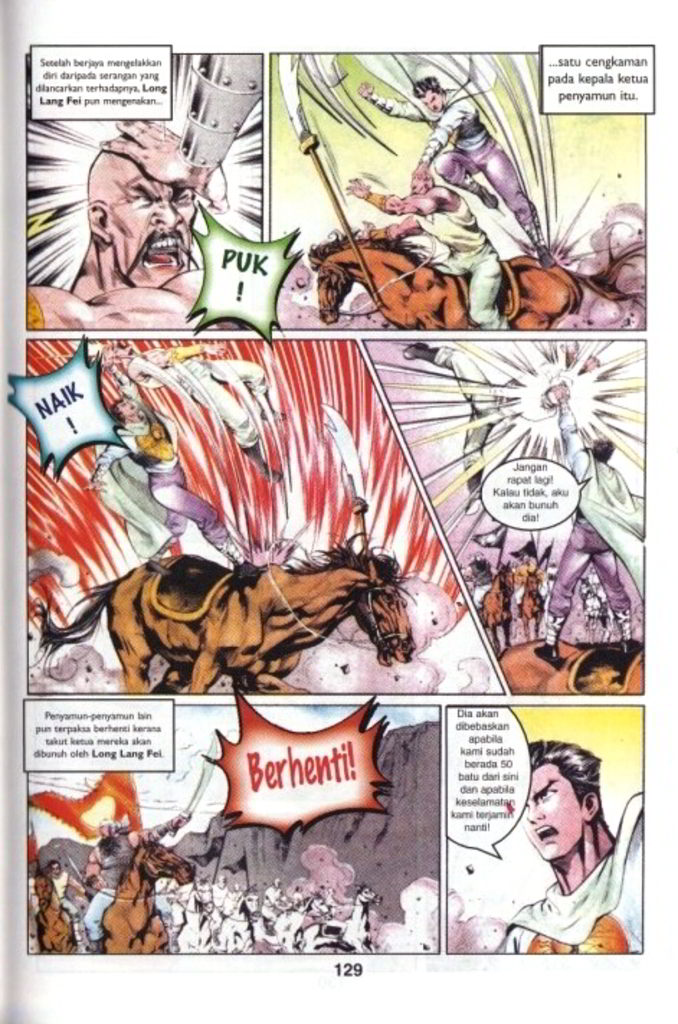 Setelah berjaya mengelakkan
diri daripada serangan yang
dilancarkan terhadapnya, Long
Lang Fei pun mengenakan...
...satu cengkaman
pada kepala ketua
penyamun itu.
PUK
!
NAIK
!
Jangan
rapat lagi!
Kalau tidak, aku
akan bunuh
dia!
Penyamun-penyamun lain
pun terpaksa berhenti kerana
takut ketua mereka akan
dibunuh oleh Long Lang Fei.
Berhenti!
Dia akan
dibebaskan
apabila
kami sudah
berada 50
batu dari sini
dan apabila
keselamatan
kami terjamin
nanti!
129